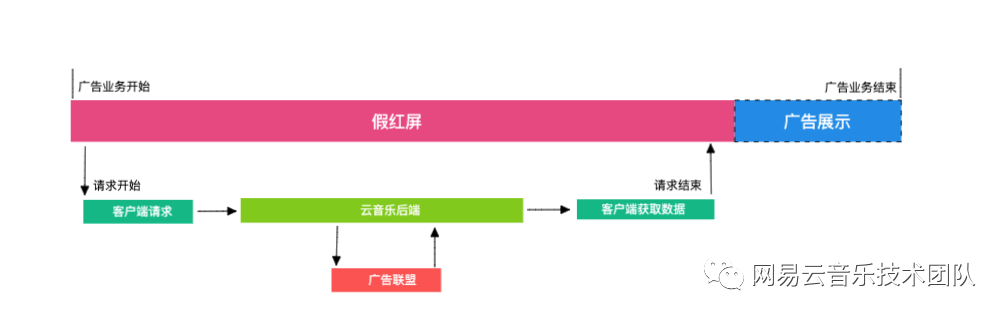 广告业务开始
广告业务结束
假红屏
广告展示
请求开始
请求结束
客户端请求
云音乐后端
客户端获取数据
广告联盟
网易云音乐技术团队